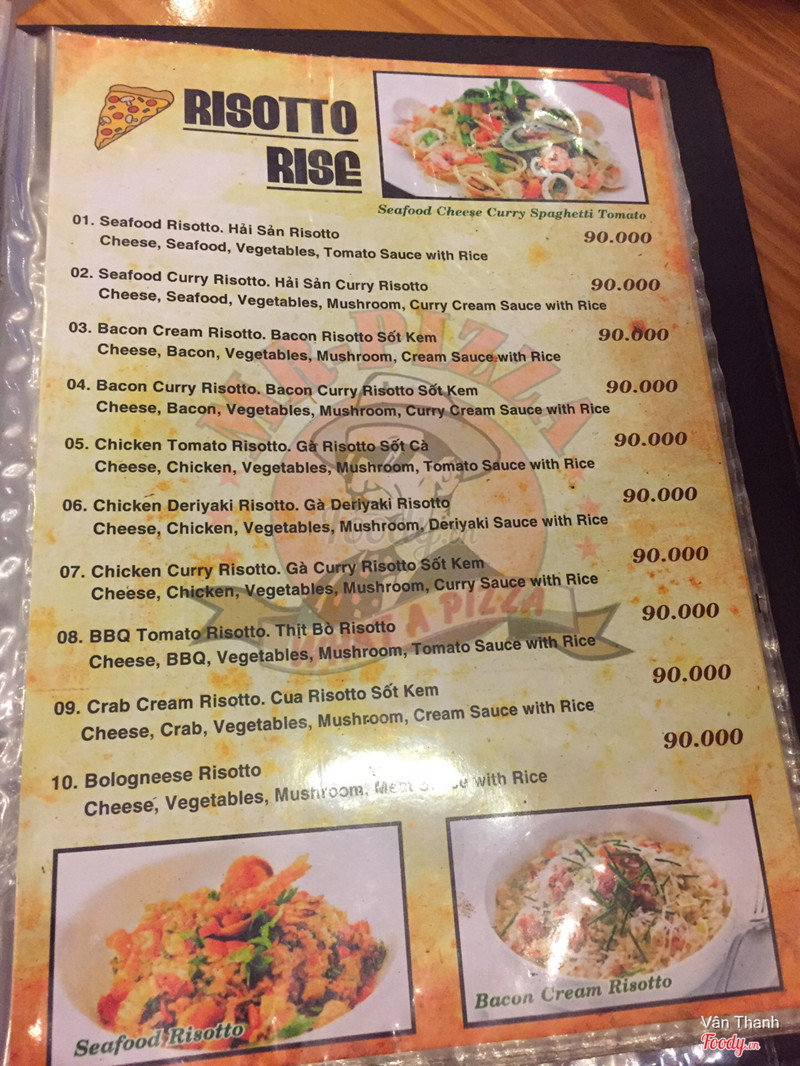 RISOTTO
RISE
Seafood Cheese Curry Spaghetti Tomato
01. Seafood Risotto. Hải Sản Risotto 90.000
Cheese, Seafood, Vegetables, Tomato Sauce with Rice
02. Seafood Curry Risotto. Hải Sản Curry Risotto 90.000
Cheese, Seafood, Vegetables, Mushroom, Curry Cream Sauce with Rice
03. Bacon Cream Risotto. Bacon Risotto Sốt Kem 90.000
Cheese, Bacon, Vegetables, Mushroom, Cream Sauce with Rice
04. Bacon Curry Risotto. Bacon Curry Risotto Sốt Kem 90.000
Cheese, Bacon, Vegetables, Mushroom, Curry Cream Sauce with Rice
05. Chicken Tomato Risotto. Gà Risotto Sốt Cà 90.000
Cheese, Chicken, Vegetables, Mushroom, Tomato Sauce with Rice
06. Chicken Deriyaki Risotto. Gà Deriyaki Risotto 90.000
Cheese, Chicken, Vegetables, Mushroom, Deriyaki Sauce with Rice
07. Chicken Curry Risotto. Gà Curry Risotto Sốt Kem 90.000
Cheese, Chicken, Vegetables, Mushroom, Curry Sauce with Rice
08. BBQ Tomato Risotto. Thịt Bò Risotto 90.000
Cheese, BBQ, Vegetables, Mushroom, Tomato Sauce with Rice
09. Crab Cream Risotto. Cua Risotto Sốt Kem 90.000
Cheese, Crab, Vegetables, Mushroom, Cream Sauce with Rice
10. Bologneese Risotto 90.000
Cheese, Vegetables, Mushroom, Meat Sauce with Rice
MR. PIZZA
A PIZZA
Foody.vn
Seafood Risotto
Bacon Cream Risotto
Vân Thanh
Foody.vn